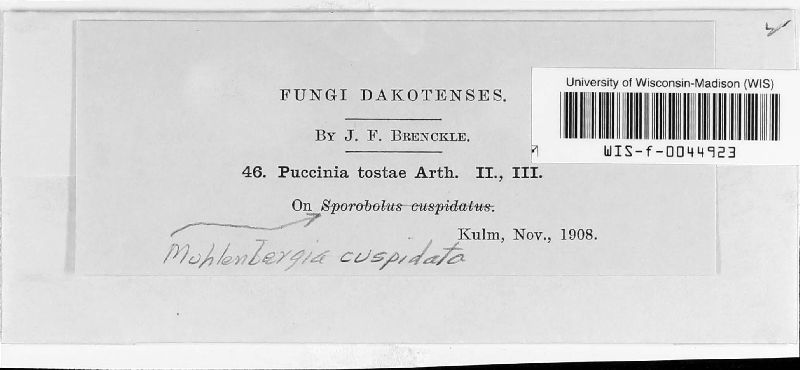 FUNGI DAKOTENSES.
BY J. F. BRENCKLE.
46. Puccinia tostae Arth. II., III.
On Sporobolus cuspidatus.
Kulm, Nov., 1908.
Muhlenbergia cuspidata
University of Wisconsin-Madison (WIS)
WIS-f-0044923